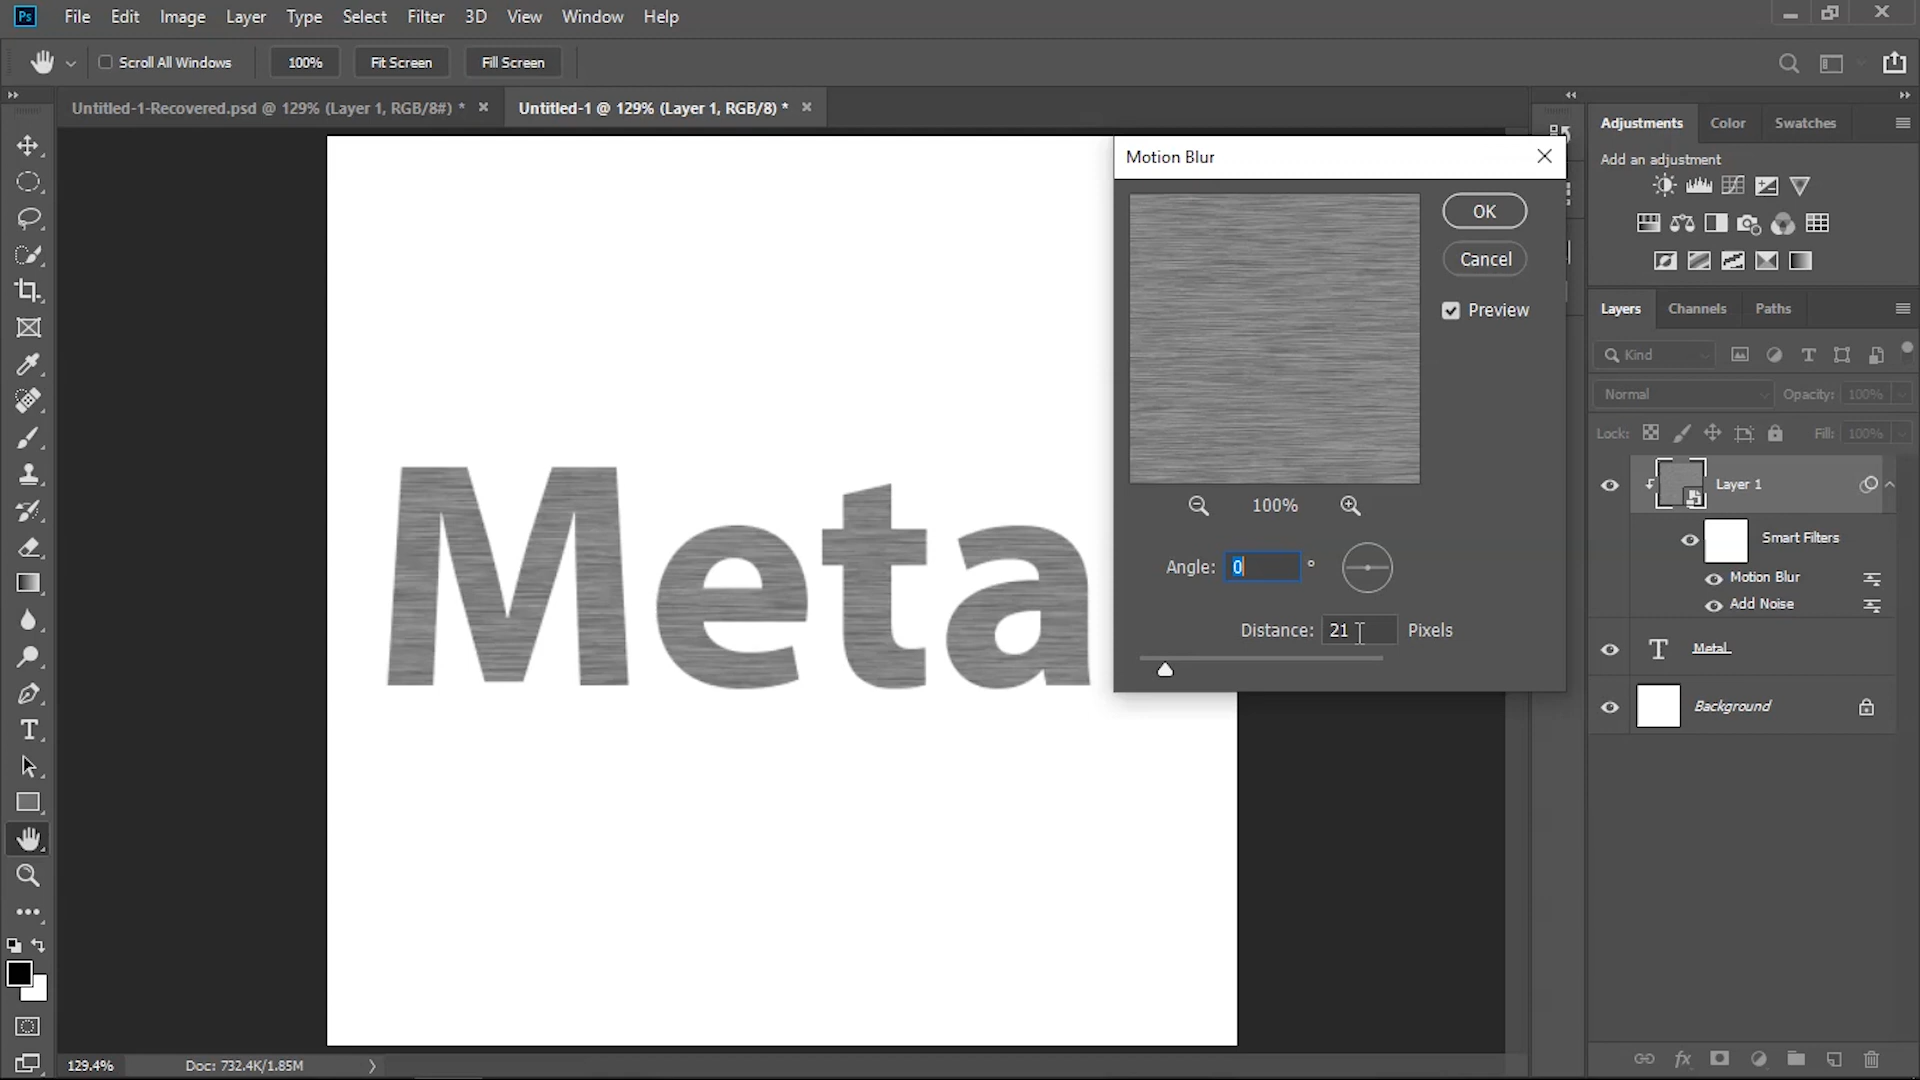 Ps File Edit Image Layer Type Select Filter 3D View Window Help
Scroll All Windows 100% Fit Screen Fill Screen
Untitled-1-Recovered.psd @ 129% (Layer 1, RGB/8#) * Untitled-1 @ 129% (Layer 1, RGB/8) *
Meta
Motion Blur
OK
Cancel
Preview
100%
Angle: 0 °
Distance: 21 Pixels
Adjustments Color Swatches
Add an adjustment
Layers Channels Paths
Kind
Normal Opacity: 100%
Lock: Fill: 100%
Layer 1
Smart Filters
Motion Blur
Add Noise
T Metal
Background
129.4% Doc: 732.4K/1.85M
fx